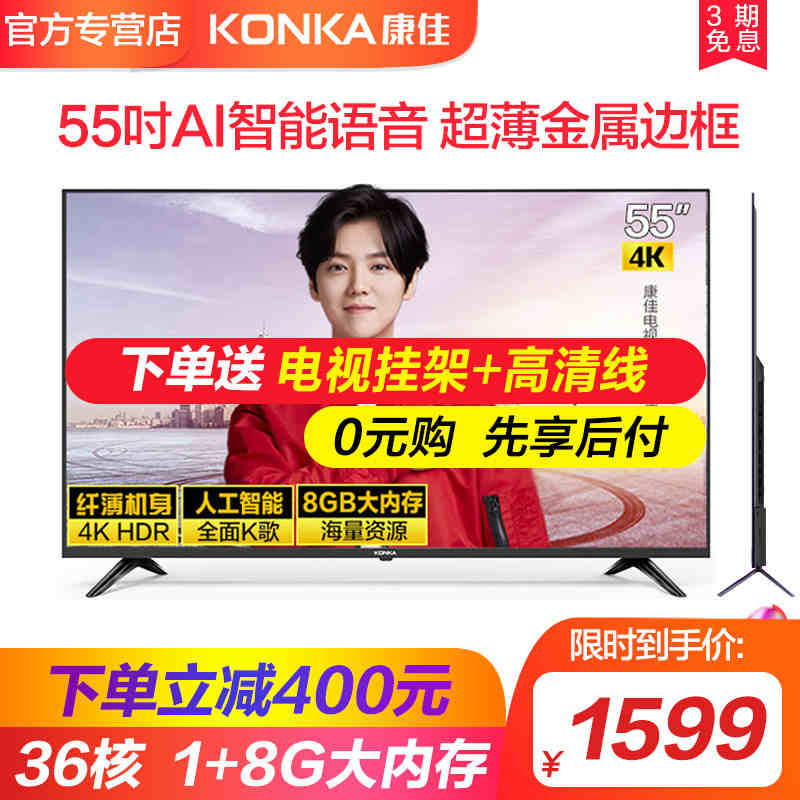 官方专营店 KONKA康佳
3期
免息
55吋AI智能语音 超薄金属边框
55"
4K
康佳电视
下单送 电视挂架+高清线
0元购 先享后付
纤薄机身
4K HDR
人工智能
全面K歌
8GB大内存
海量资源
KONKA
下单立减400元
限时到手价:
36核 1+8G大内存
¥1599